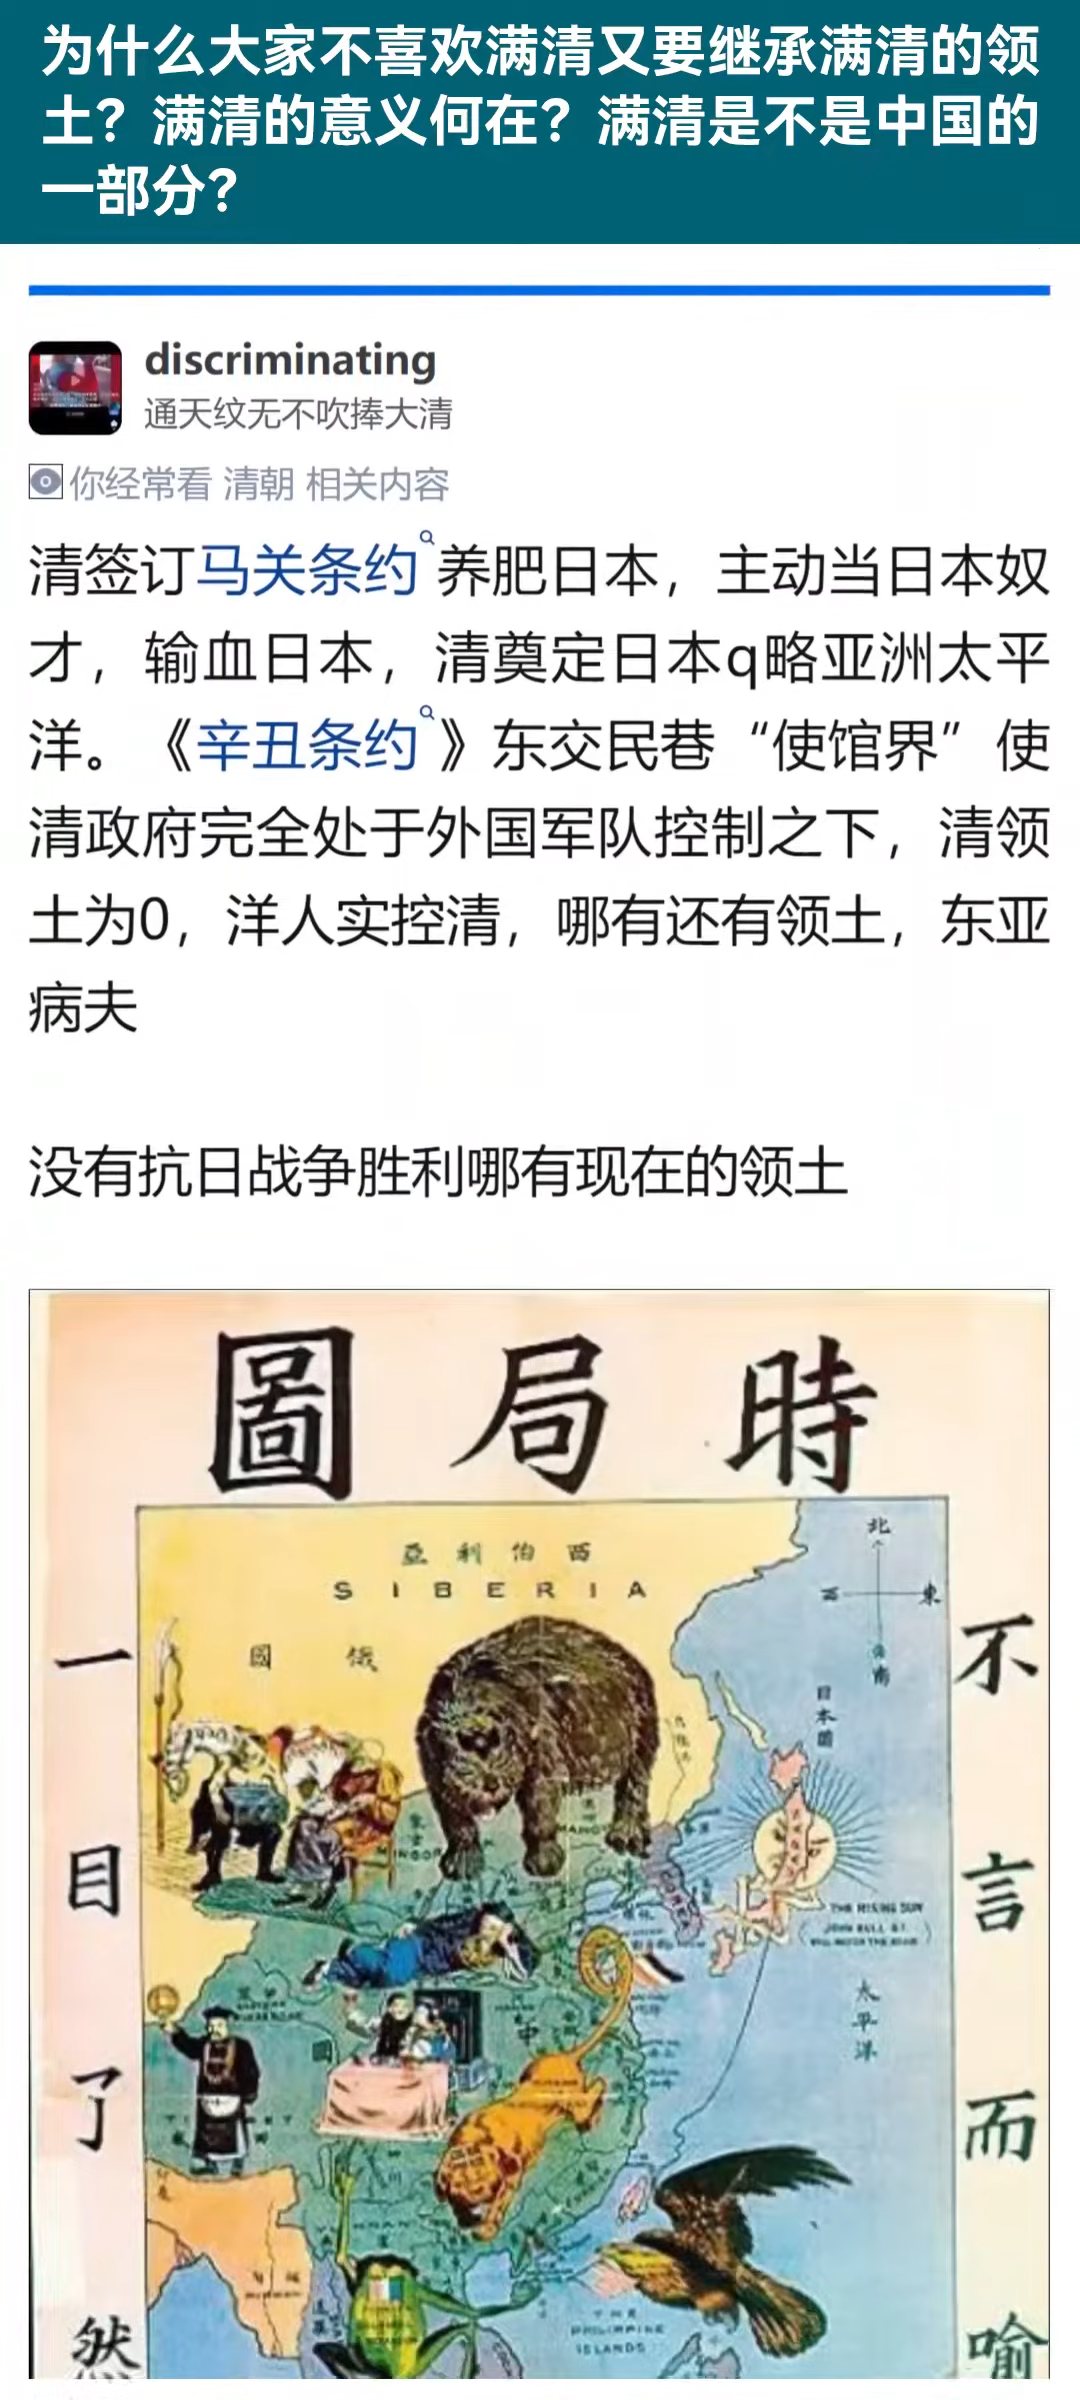 为什么大家不喜欢满清又要继承满清的领
土？满清的意义何在？满清是不是中国的
一部分？
discriminating
通天纹无不吹捧大清
你经常看 清朝 相关内容
清签订马关条约养肥日本，主动当日本奴
才，输血日本，清奠定日本q略亚洲太平
洋。《辛丑条约》东交民巷“使馆界”使
清政府完全处于外国军队控制之下，清领
土为0，洋人实控清，哪有还有领土，东亚
病夫
没有抗日战争胜利哪有现在的领土
圖局時
亞利伯西
SIBERIA
國俄
北
西
東
南
日本國
不言而喻
一目了然
THE RISING SUN
太平洋
中
國
PHILIPPINE
ISLANDS